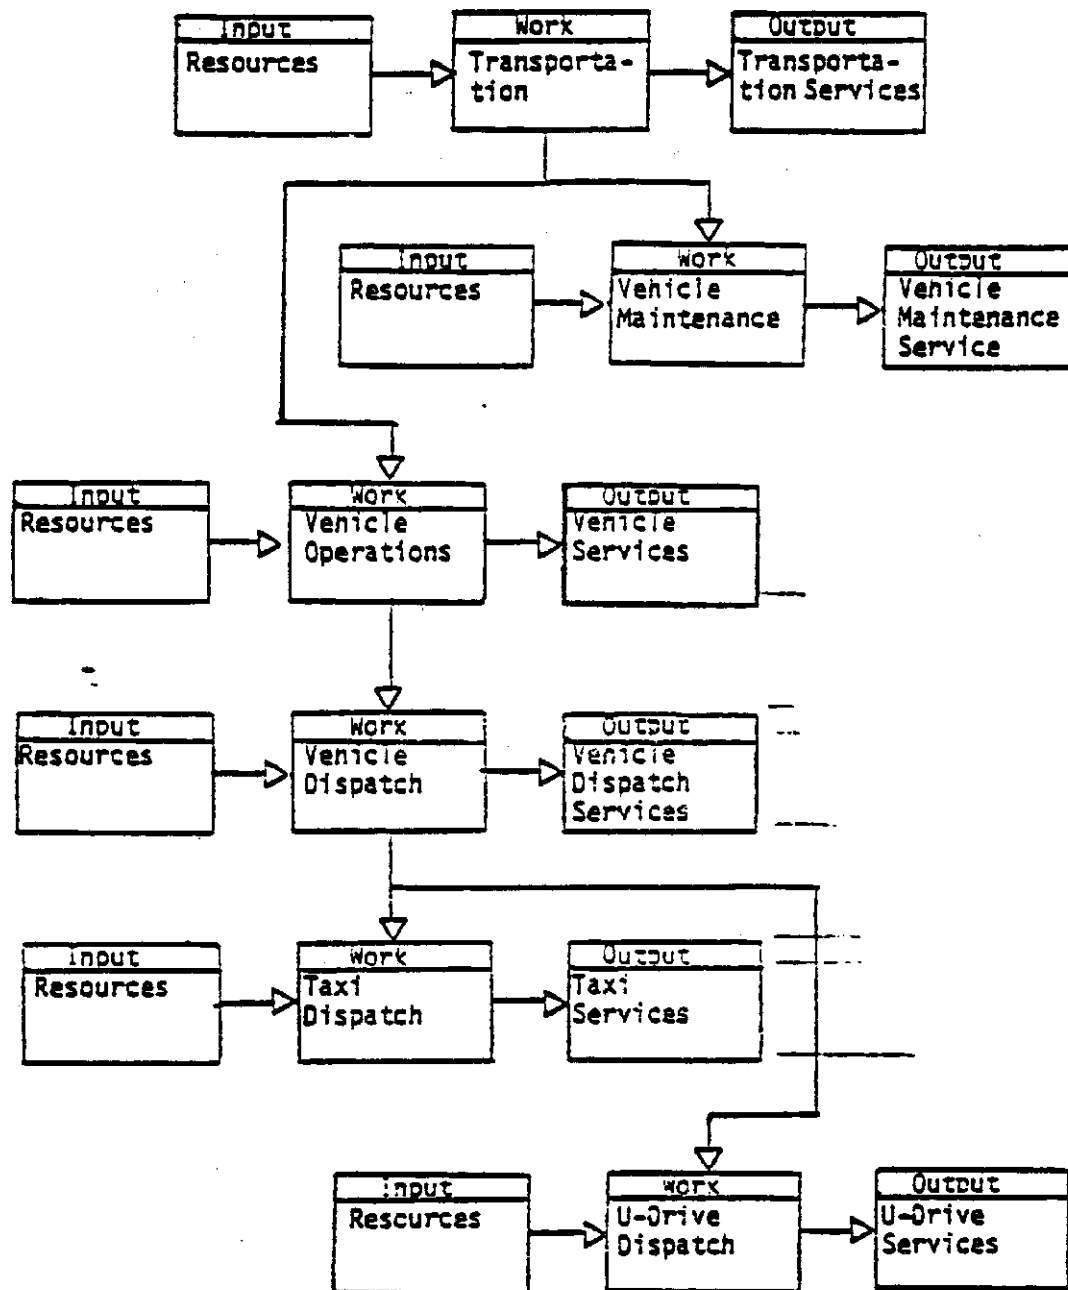 Input
Resources
Work
Transporta-
tion
Output
Transporta-
tion Services
Input
Resources
Work
Vehicle
Maintenance
Output
Vehicle
Maintenance
Service
Input
Resources
Work
Vehicle
Operations
Output
Vehicle
Services
Input
Resources
Work
Vehicle
Dispatch
Output
Vehicle
Dispatch
Services
Input
Resources
Work
Taxi
Dispatch
Output
Taxi
Services
Input
Resources
Work
U-Drive
Dispatch
Output
U-Drive
Services